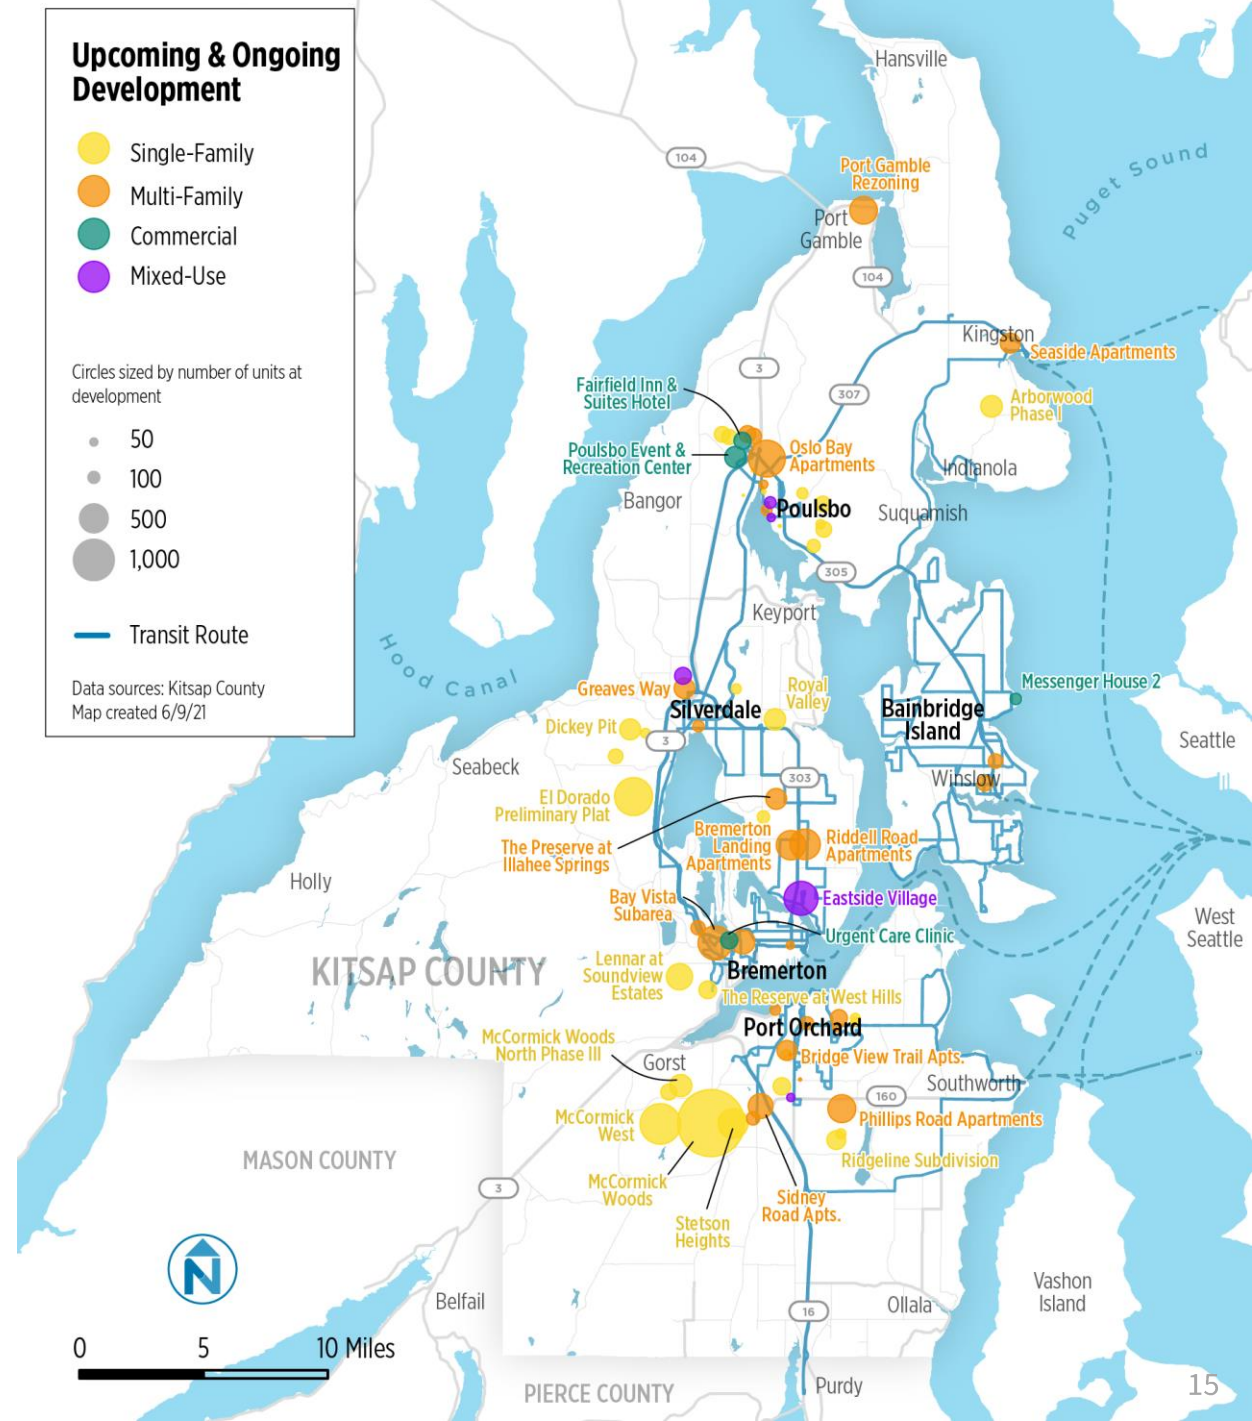 Upcoming & Ongoing
Development
Single-Family
Multi-Family
Commercial
Mixed-Use
Circles sized by number of units at
development
50
100
500
1,000
Transit Route
Data sources: Kitsap County
Map created 6/9/21
Hansville
104
Port Gamble
Rezoning
Puget Sound
Port
Gamble
104
Kingston
Seaside Apartments
3
307
Fairfield Inn &
Suites Hotel
Arborwood
Phase I
Poulsbo Event &
Recreation Center
Oslo Bay
Apartments
Indianola
Bangor
Poulsbo
Suquamish
305
Keyport
Hood Canal
Greaves Way
Silverdale
Royal
Valley
Messenger House 2
Bainbridge
Island
Dickey Pit
3
Seattle
Seabeck
303
Winslow
El Dorado
Preliminary Plat
The Preserve at
Illahee Springs
Bremerton
Landing
Apartments
Riddell Road
Apartments
Holly
Bay Vista
Subarea
Eastside Village
West
Seattle
Urgent Care Clinic
KITSAP COUNTY
Lennar at
Soundview
Estates
Bremerton
The Reserve at West Hills
Port Orchard
McCormick Woods
North Phase III
Gorst
Bridge View Trail Apts.
Southworth
160
McCormick
West
Phillips Road Apartments
MASON COUNTY
Ridgeline Subdivision
3
McCormick
Woods
Sidney
Road Apts.
Stetson
Heights
N
Belfair
Vashon
Island
16
Ollala
0 5 10 Miles
PIERCE COUNTY
Purdy
15